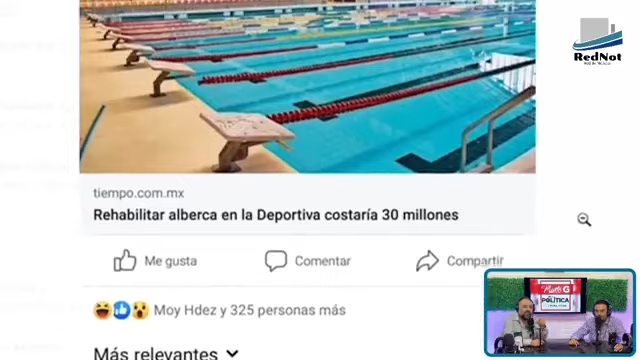 RedNot
tiempo.com.mx
Rehabilitar alberca en la Deportiva costaría 30 millones
Me gusta
Comentar
Compartir
Moy Hdez y 325 personas más
Más relevantes
Punto G
POLÍTICA